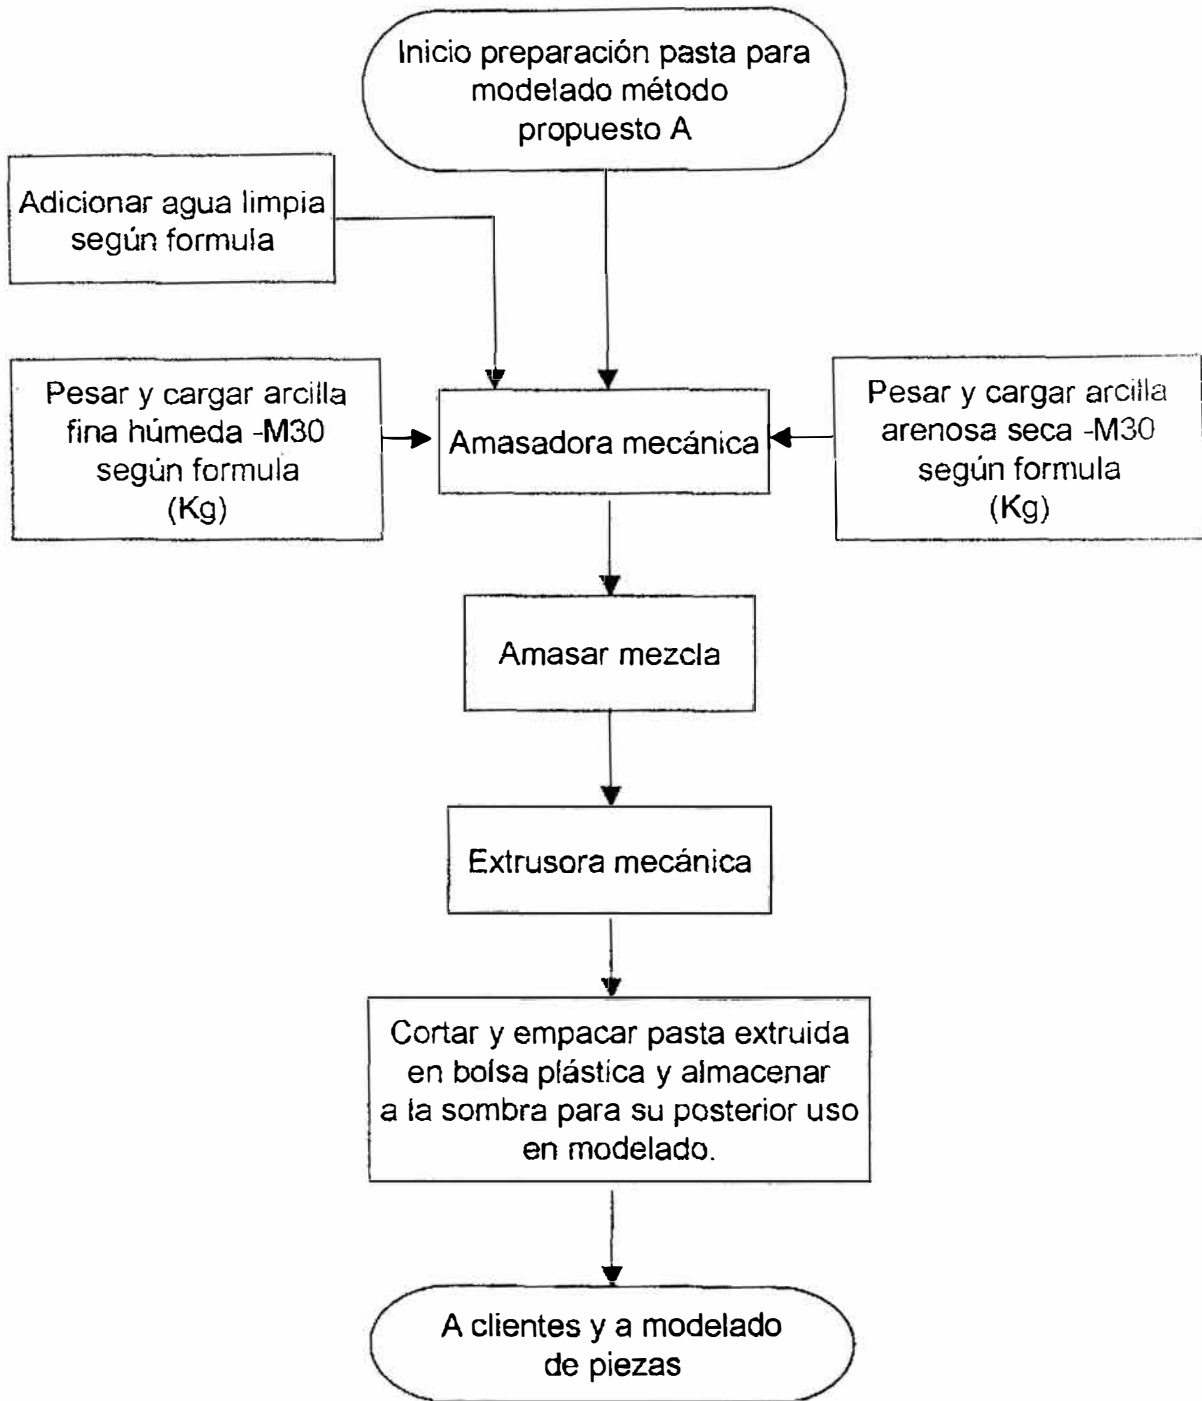 Inicio preparación pasta para
modelado método
propuesto A
Adicionar agua limpia
según formula
Pesar y cargar arcilla
fina húmeda -M30
según formula
(Kg)
Amasadora mecánica
Pesar y cargar arcilla
arenosa seca -M30
según formula
(Kg)
Amasar mezcla
Extrusora mecánica
Cortar y empacar pasta extruida
en bolsa plástica y almacenar
a la sombra para su posterior uso
en modelado.
A clientes y a modelado
de piezas